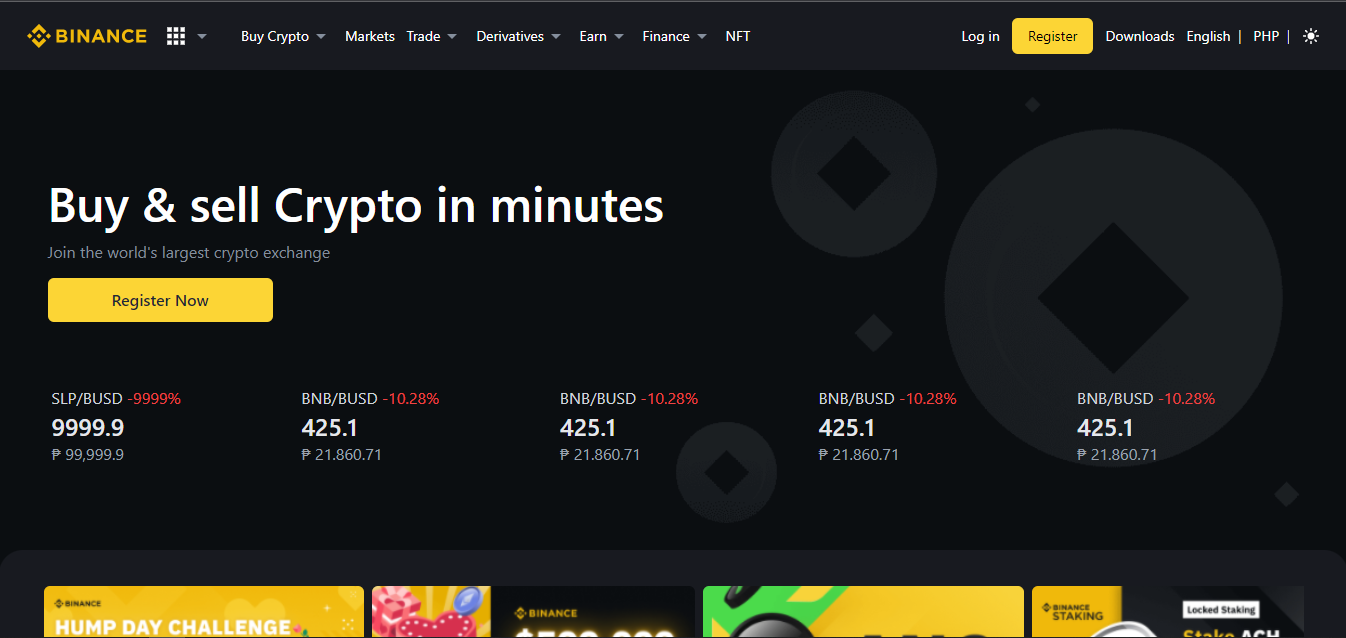 BINANCE Buy Crypto Markets Trade Derivatives Earn Finance NFT Log in Register Downloads English | PHP |
Buy & sell Crypto in minutes
Join the world's largest crypto exchange
Register Now
SLP/BUSD -9999% BNB/BUSD -10.28% BNB/BUSD -10.28% BNB/BUSD -10.28% BNB/BUSD -10.28%
9999.9 425.1 425.1 425.1 425.1
₱ 99,999.9 ₱ 21.860.71 ₱ 21.860.71 ₱ 21.860.71 ₱ 21.860.71
BINANCE
HUMP DAY CHALLENGE
BINANCE
BINANCE
STAKING
Locked Staking
Stake ACH